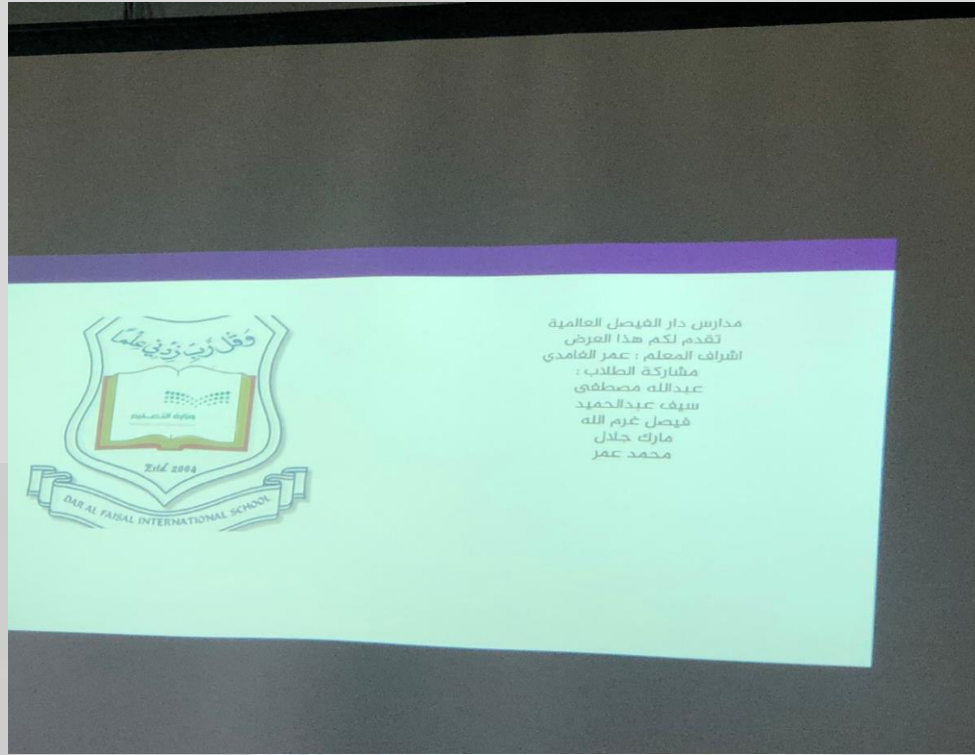 مدارس دار الفيصل العالمية
تقدم لكم هذا العرض
اشراف المعلم : عمر الغامدي
مشاركة الطلاب :
عبدالله مصطفى
سيف عبدالحميد
فيصل غرم الله
مارك جلال
محمد عمر
وَقُل رَّبِّ زِدْنِي عِلْمًا
وزارة التعليم
Estd. 2004
DAR AL FAISAL INTERNATIONAL SCHOOL